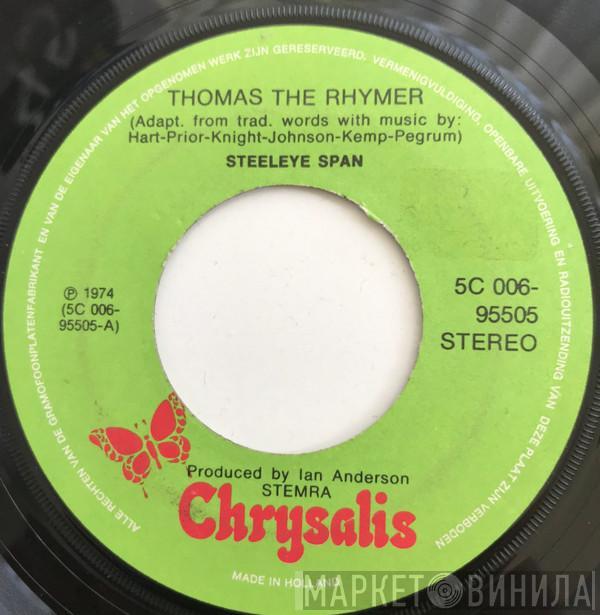 ALLE RECHTEN VAN DE GRAMOFOONPLATENFABRIKANT EN VAN DE EIGENAAR VAN HET OPGENOMEN WERK ZIJN GERESERVEERD. VERMENIGVULDIGING, OPENBARE UITVOERING EN RADIOUITZENDING VAN DEZE PLAAT ZIJN VERBODEN
THOMAS THE RHYMER
(Adapt. from trad. words with music by:
Hart-Prior-Knight-Johnson-Kemp-Pegrum)
STEELEYE SPAN
℗ 1974
(5C 006-
95505-A)
5C 006-
95505
STEREO
Produced by Ian Anderson
STEMRA
Chrysalis
MADE IN HOLLAND
МАРКЕТ ВИНИЛА